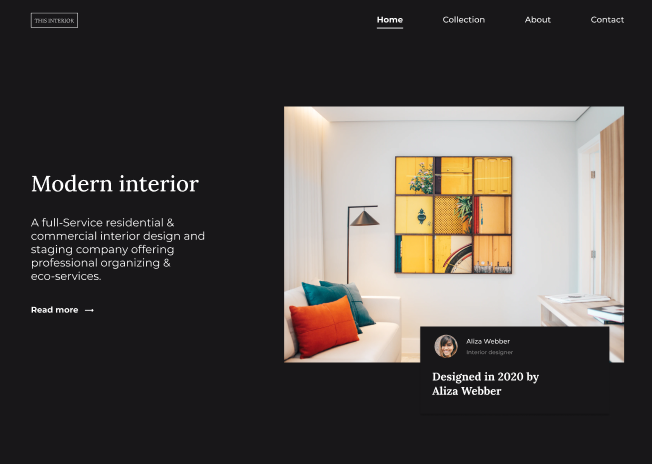 THIS INTERIOR
Home
Collection
About
Contact
Modern interior
A full-Service residential &
commercial interior design and
staging company offering
professional organizing &
eco-services.
Read more →
Aliza Webber
Interior designer
Designed in 2020 by
Aliza Webber